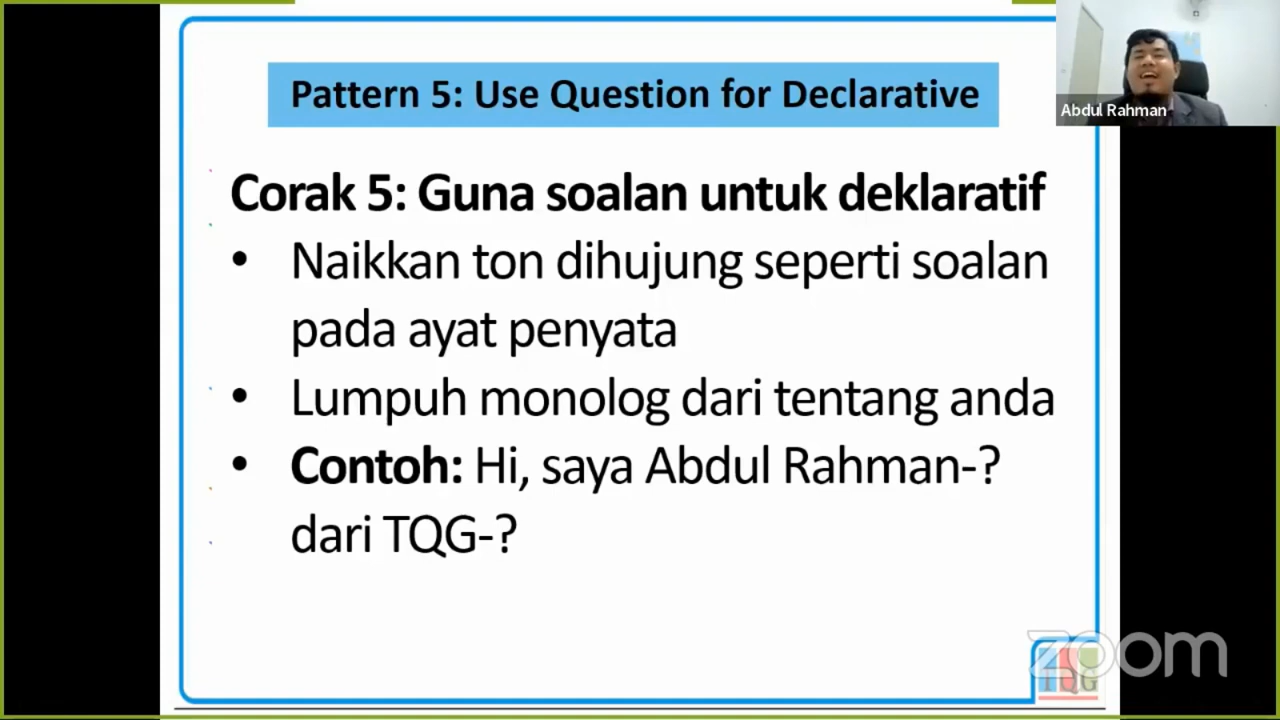 Pattern 5: Use Question for Declarative
Abdul Rahman
Corak 5: Guna soalan untuk deklaratif
• Naikkan ton dihujung seperti soalan
pada ayat penyata
• Lumpuh monolog dari tentang anda
• Contoh: Hi, saya Abdul Rahman-?
dari TQG-?
zoom
TQG